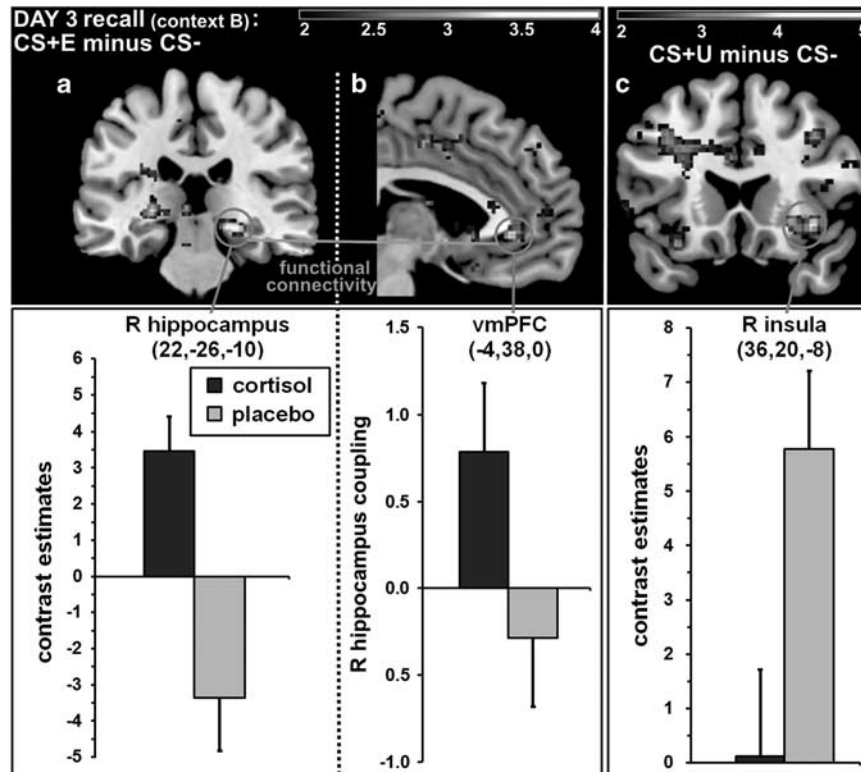 DAY 3 recall (context B):
CS+E minus CS-
2 2.5 3 3.5 4
2 3 4 5
CS+U minus CS-
a b c
functional
connectivity
R hippocampus
(22,-26,-10)
cortisol
placebo
contrast estimates
6
5
4
3
2
1
0
-1
-2
-3
-4
-5
vmPFC
(-4,38,0)
R hippocampus coupling
1.5
1.0
0.5
0.0
0.5
-1.0
R insula
(36,20,-8)
contrast estimates
8
7
6
5
4
3
2
1
0